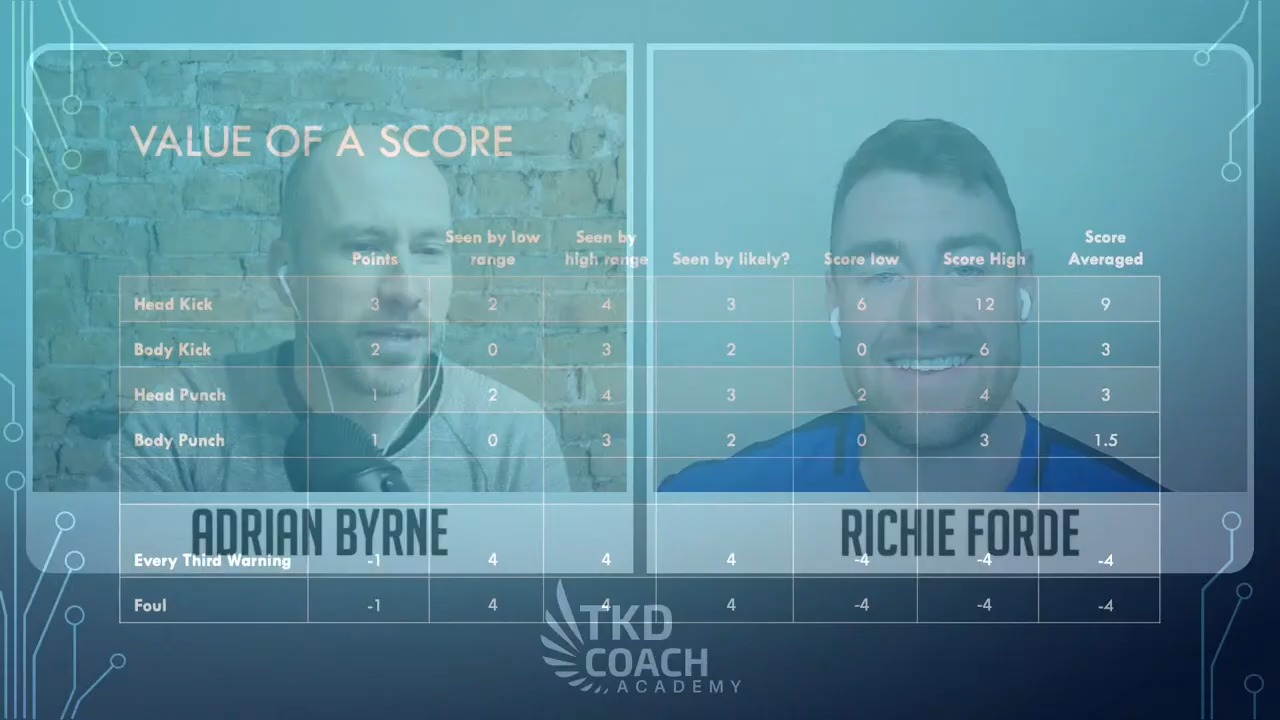 VALUE OF A SCORE
Points Seen by low range Seen by high range Seen by likely? Score low Score High Score Averaged
Head Kick 3 2 4 3 6 12 9
Body Kick 2 0 3 2 0 6 3
Head Punch 1 2 4 3 2 4 3
Body Punch 1 0 3 2 0 3 1.5
ADRIAN BYRNE RICHIE FORDE
Every Third Warning -1 4 4 4 -4 -4 -4
Foul -1 4 4 4 -4 -4 -4
TKD
COACH
ACADEMY